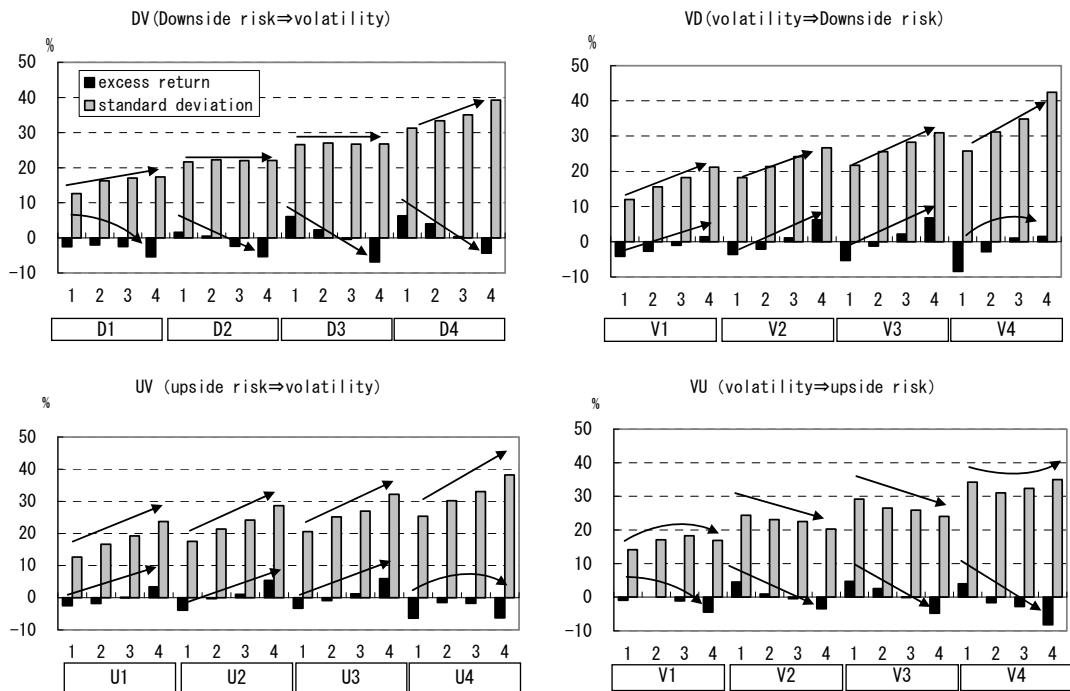 DV(Downside risk⇒volatility)
%
50
40
30
20
10
0
-10
excess return
standard deviation
1 2 3 4 1 2 3 4 1 2 3 4 1 2 3 4
D1 D2 D3 D4
VD(volatility⇒Downside risk)
%
50
40
30
20
10
0
-10
1 2 3 4 1 2 3 4 1 2 3 4 1 2 3 4
V1 V2 V3 V4
UV (upside risk⇒volatility)
%
50
40
30
20
10
0
-10
1 2 3 4 1 2 3 4 1 2 3 4 1 2 3 4
U1 U2 U3 U4
VU (volatility⇒upside risk)
%
50
40
30
20
10
0
-10
1 2 3 4 1 2 3 4 1 2 3 4 1 2 3 4
V1 V2 V3 V4